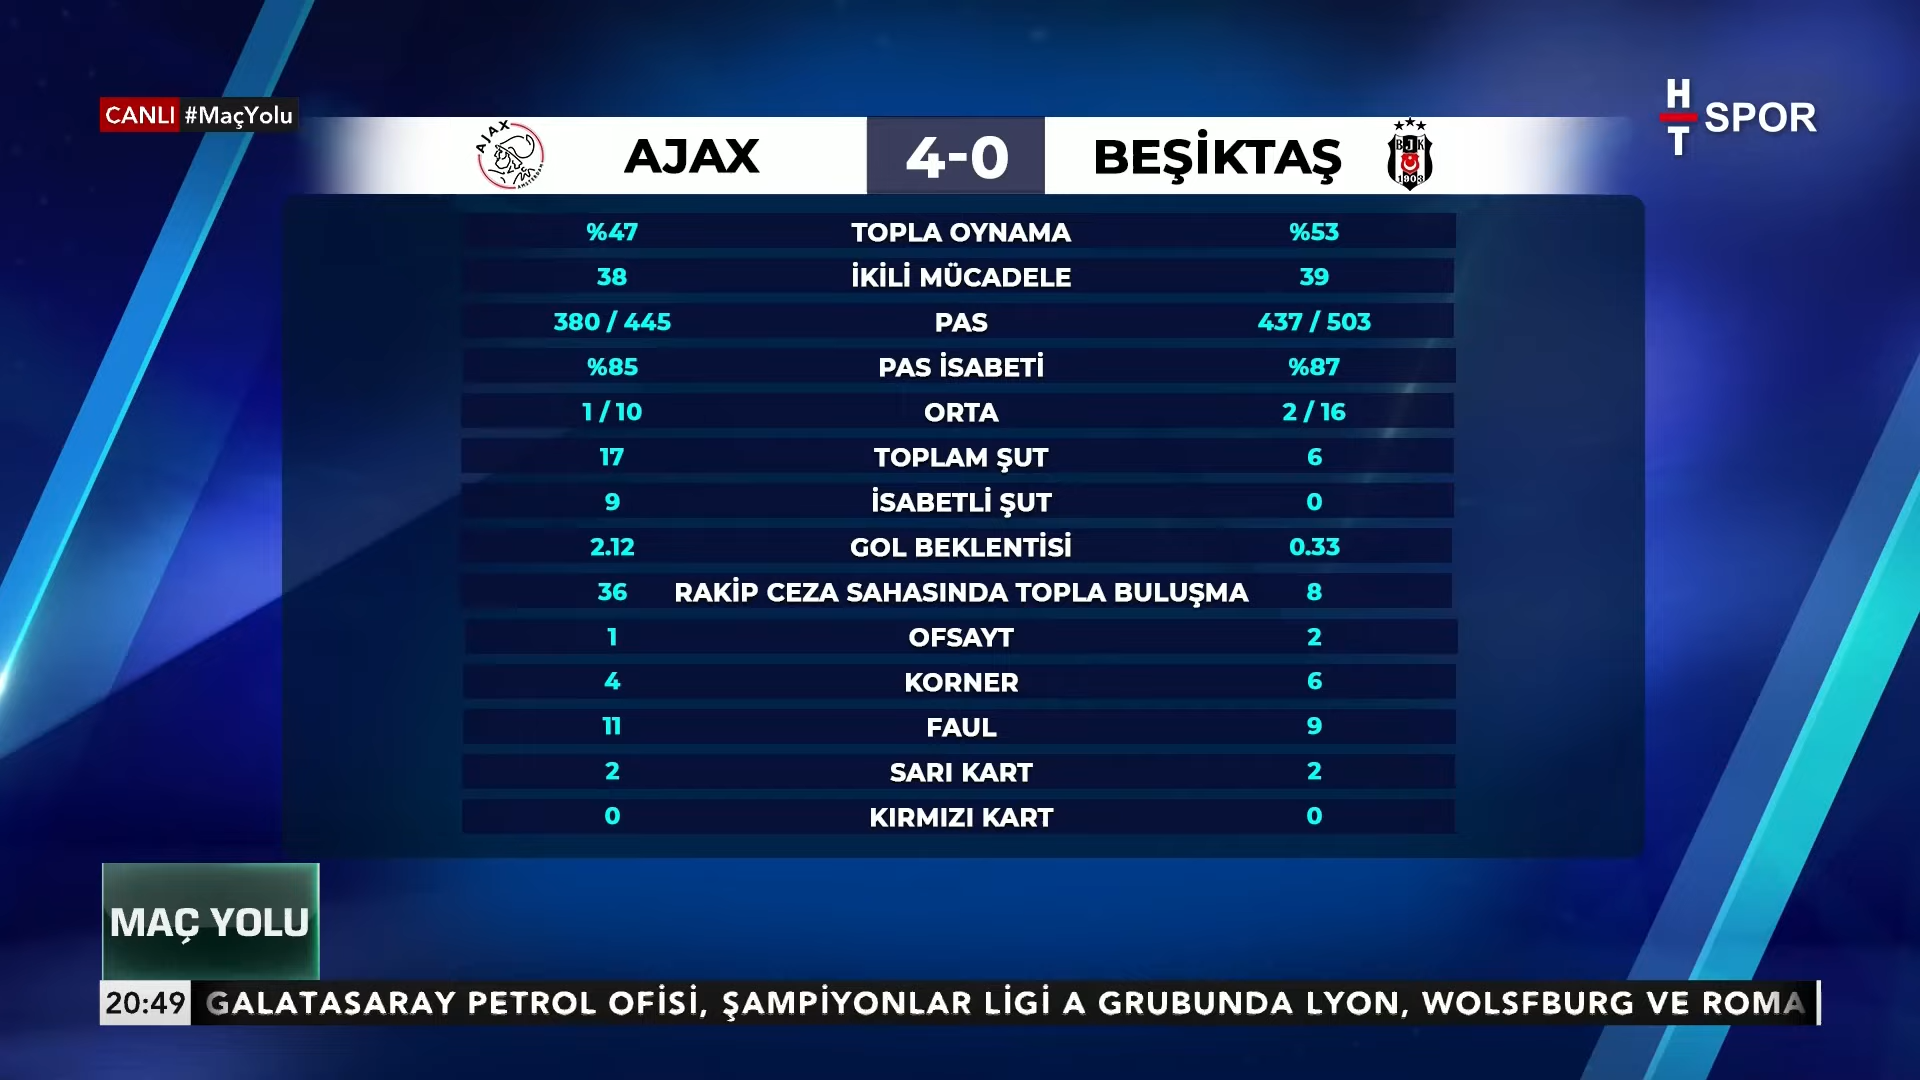 CANLI #MaçYolu
H
T SPOR
AJAX
AMSTERDAM
AJAX 4-0 BEŞİKTAŞ
BJK
1903
%47 TOPLA OYNAMA %53
38 İKİLİ MÜCADELE 39
380 / 445 PAS 437 / 503
%85 PAS İSABETİ %87
1 / 10 ORTA 2 / 16
17 TOPLAM ŞUT 6
9 İSABETLİ ŞUT 0
2.12 GOL BEKLENTİSİ 0.33
36 RAKİP CEZA SAHASINDA TOPLA BULUŞMA 8
1 OFSAYT 2
4 KORNER 6
11 FAUL 9
2 SARI KART 2
0 KIRMIZI KART 0
MAÇ YOLU
20:49 GALATASARAY PETROL OFİSİ, ŞAMPİYONLAR LİGİ A GRUBUNDA LYON, WOLSFBURG VE ROMA